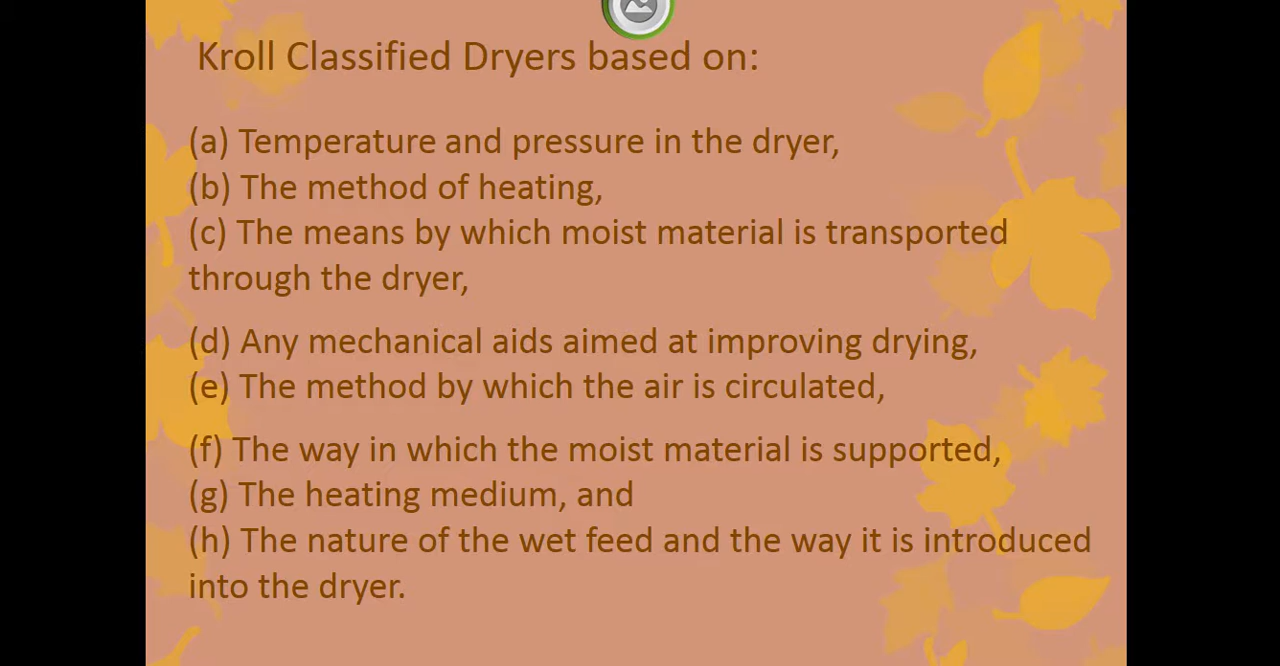 Kroll Classified Dryers based on:
(a) Temperature and pressure in the dryer,
(b) The method of heating,
(c) The means by which moist material is transported
through the dryer,
(d) Any mechanical aids aimed at improving drying,
(e) The method by which the air is circulated,
(f) The way in which the moist material is supported,
(g) The heating medium, and
(h) The nature of the wet feed and the way it is introduced
into the dryer.